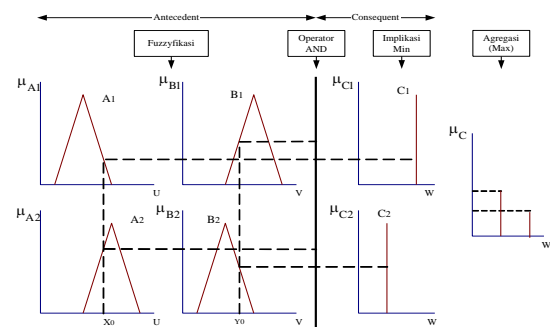 Antecedent Consequent
Fuzzyfikasi
Operator
AND
Implikasi
Min
Agregasi
(Max)
μA1 A1 U
μB1 B1 V
μC1 C1 W
μC W
μA2 A2 X0 U
μB2 B2 Y0 V
μC2 C2 W